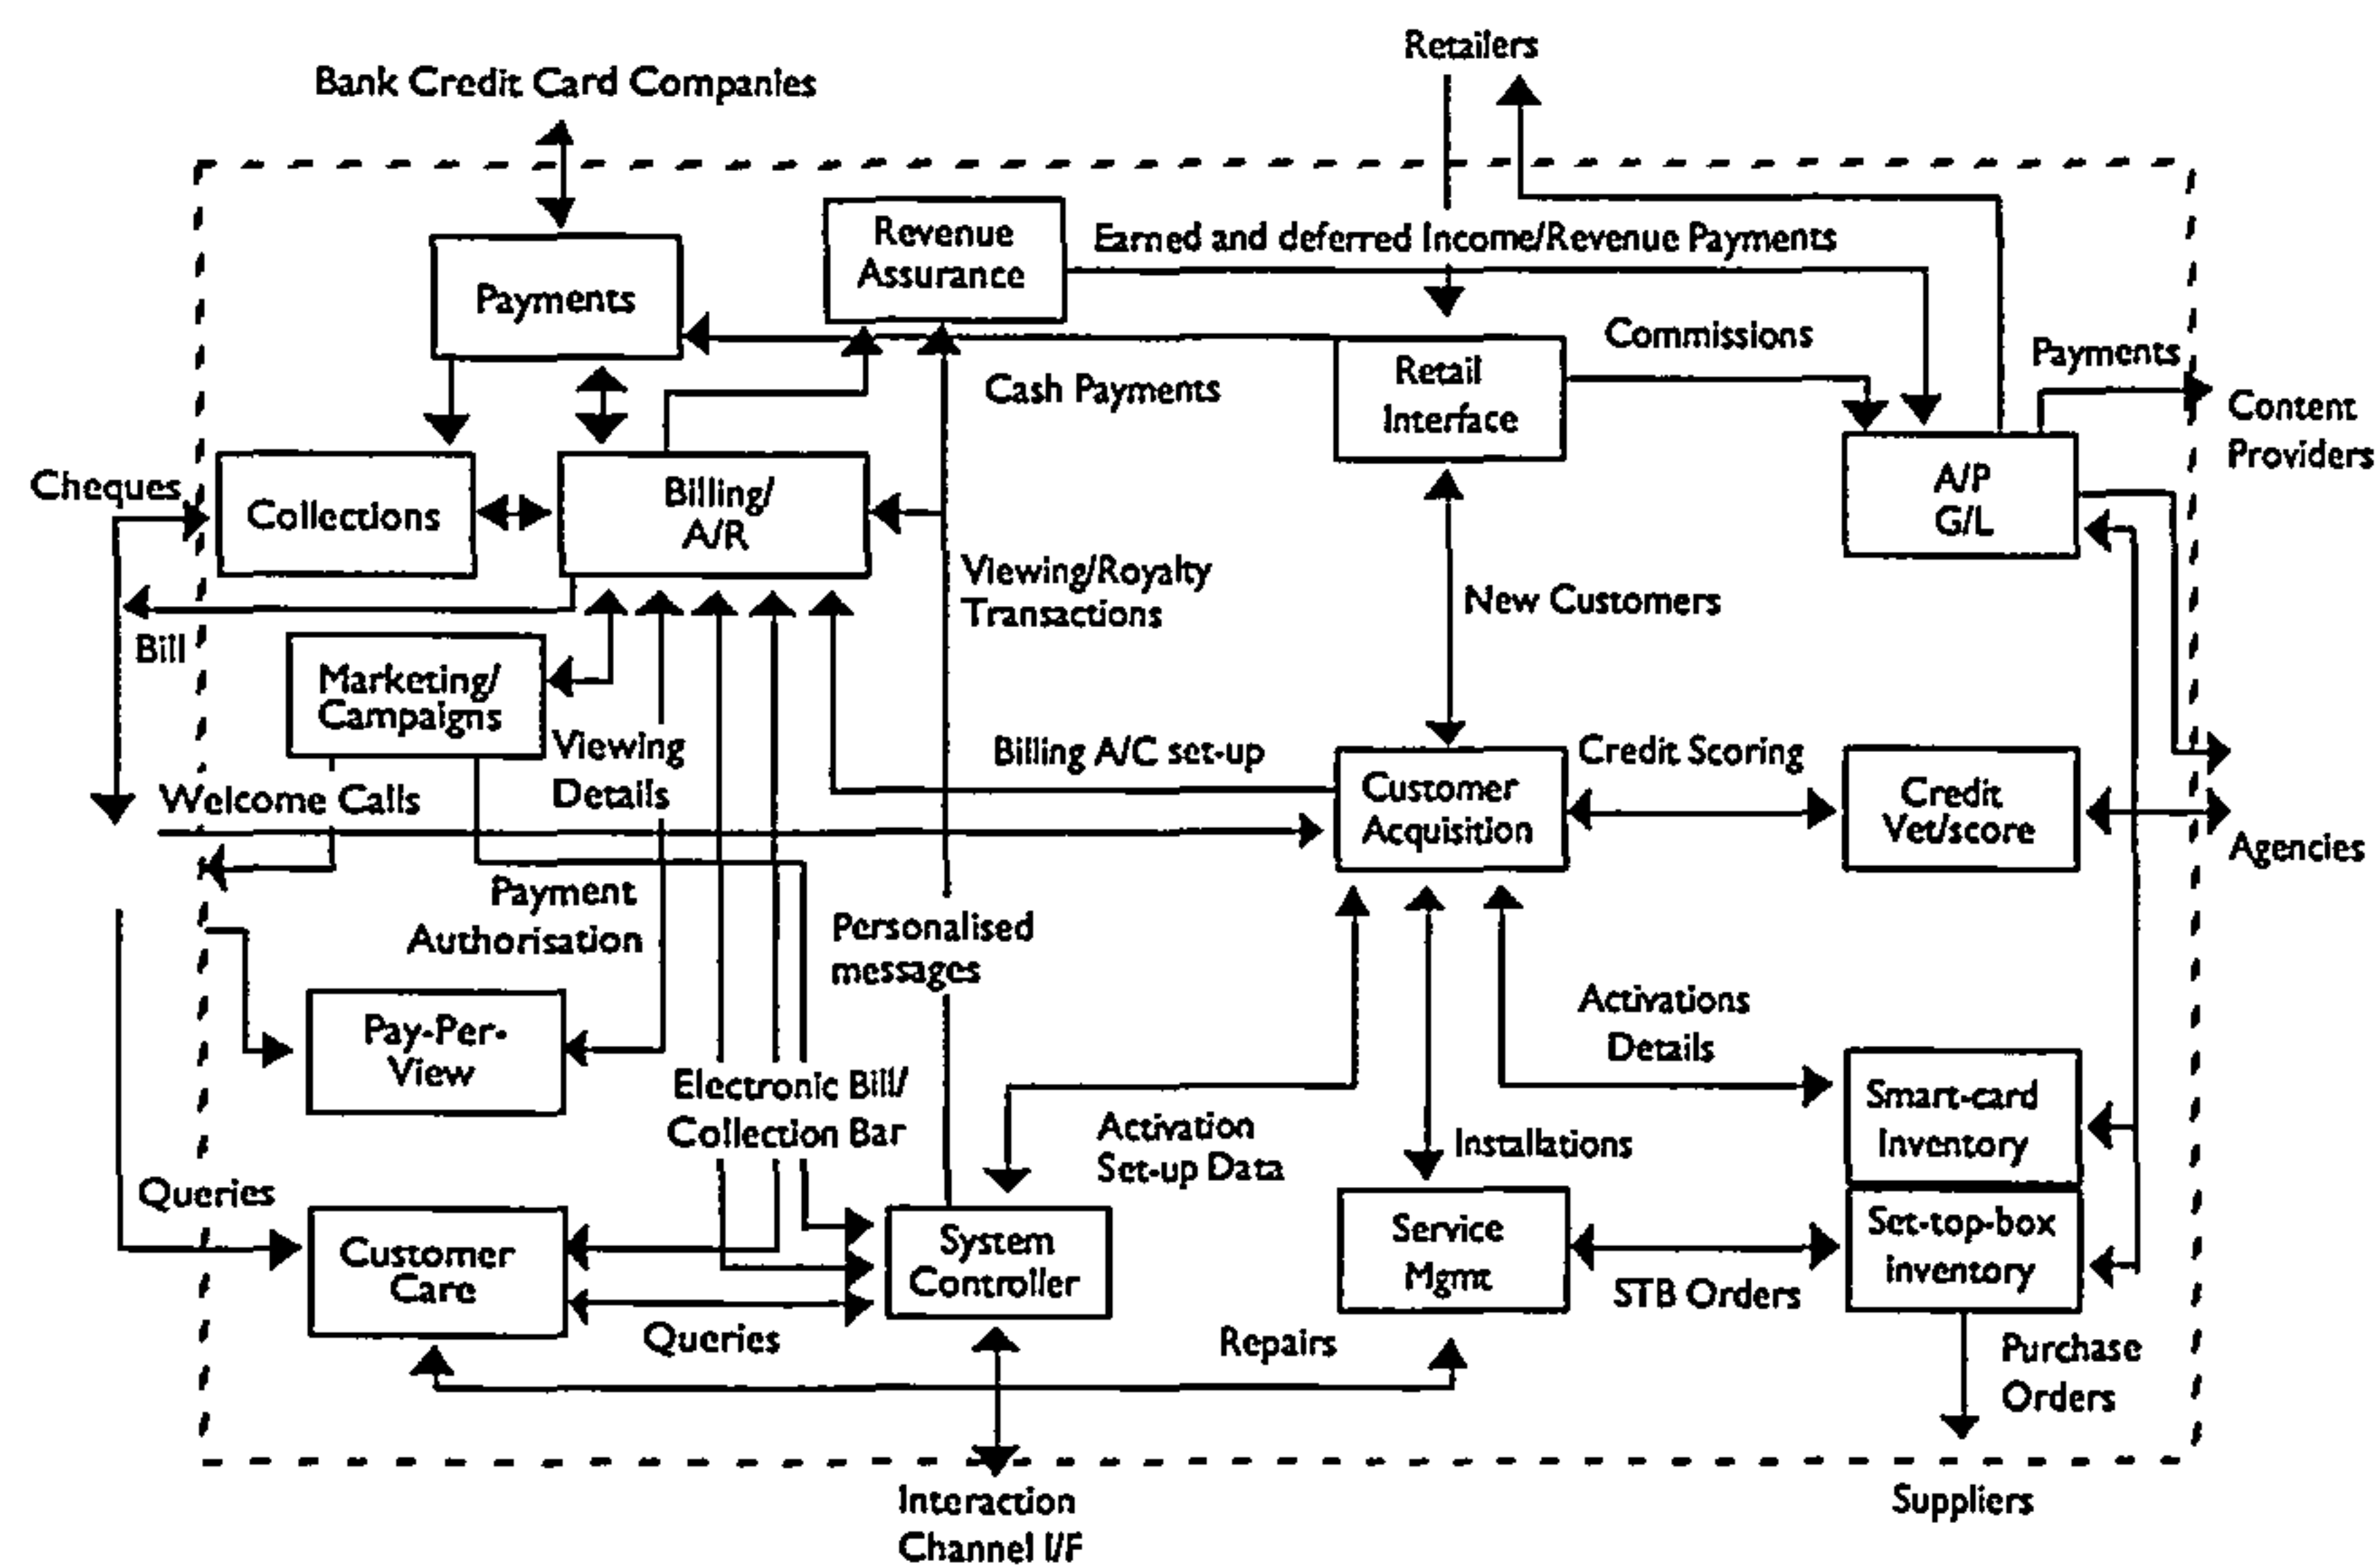 Retailers
Bank Credit Card Companies
Revenue
Assurance
Earned and deferred Income/Revenue Payments
Payments
Commissions
Payments
Retail
Interface
Cash Payments
Content
Providers
Cheques
Collections
Billing/
A/R
A/P
G/L
Viewing/Royalty
Transactions
New Customers
Bill
Marketing/
Campaigns
Viewing
Details
Billing A/C set-up
Credit Scoring
Customer
Acquisition
Credit
Vet/score
Welcome Calls
Agencies
Payment
Authorisation
Personalised
messages
Activations
Details
Pay-Per-
View
Electronic Bill/
Collection Bar
Smart-card
Inventory
Activation
Set-up Data
Installations
Queries
Customer
Care
System
Controller
Service
Mgmt
Set-top-box
inventory
STB Orders
Queries
Repairs
Purchase
Orders
Interaction
Channel I/F
Suppliers